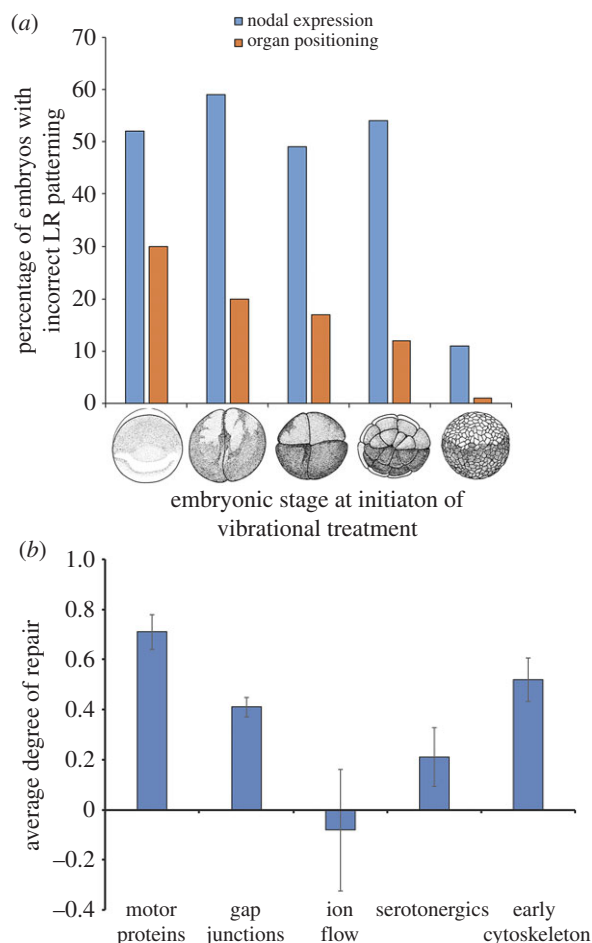 (a)
nodal expression
organ positioning
percentage of embryos with
incorrect LR patterning
70
60
50
40
30
20
10
0
embryonic stage at initiaton of
vibrational treatment
(b)
average degree of repair
1.0
0.8
0.6
0.4
0.2
0
–0.2
–0.4
motor
proteins
gap
junctions
ion
flow
serotonergics
early
cytoskeleton